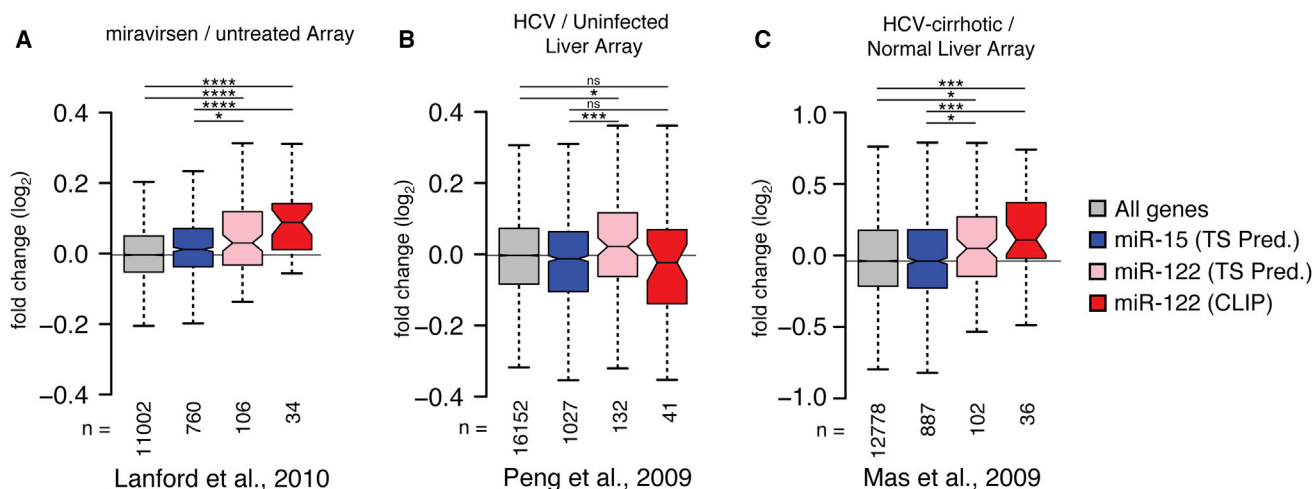 A
miravirsen / untreated Array
****
****
****
*
fold change (log2)
0.4
0.2
0.0
−0.2
−0.4
n =
11002
760
106
34
Lanford et al., 2010
B
HCV / Uninfected
Liver Array
ns
*
ns
***
fold change (log2)
0.4
0.2
0.0
−0.2
−0.4
n =
16152
1027
132
41
Peng et al., 2009
C
HCV-cirrhotic /
Normal Liver Array
***
*
***
*
fold change (log2)
1.0
0.5
0.0
−0.5
−1.0
n =
12778
887
102
36
Mas et al., 2009
All genes
miR-15 (TS Pred.)
miR-122 (TS Pred.)
miR-122 (CLIP)